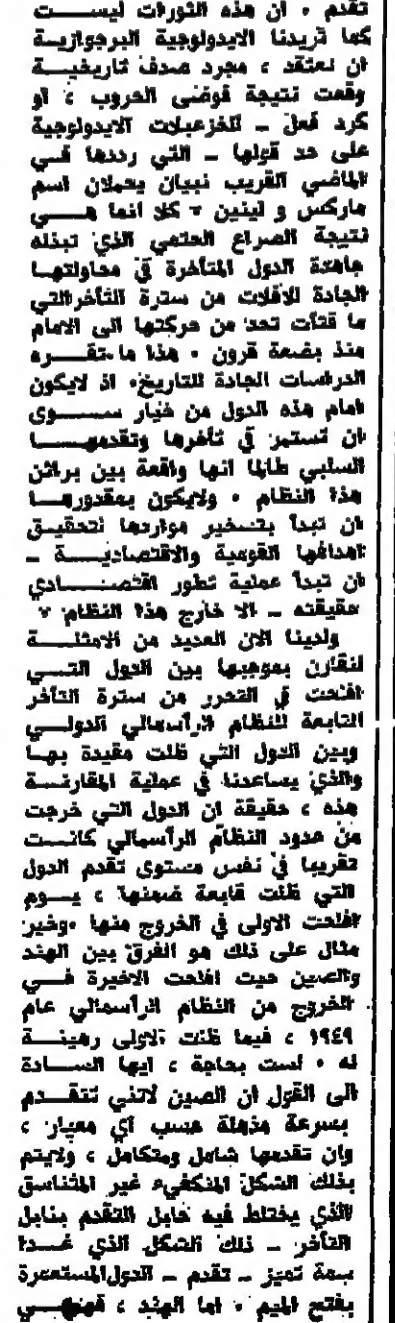 تقدم ، ان هذه الثورات ليست
كما تريدنا الايدولوجية البرجوازية
ان نعتقد ، مجرد صدف تاريخية
وقعت نتيجة فوضى الحروب ، او
كرد فعل – للخزعبلات الايدولوجية
على حد قولها – التي رددها في
الماضي القريب نبيان يحملان اسم
ماركس و لينين • كلا انما هي
نتيجة الصراع الحتمي الذي تبذله
جاهدة الدول المتأخرة في محاولتها
الجادة للافلات من سترة التأخر التي
ما فتأت تحد من حركتها الى الامام
منذ بضعة قرون • هذا ما تقره
الدراسات الجادة للتاريخ، اذ لايكون
امام هذه الدول من خيار سوى
ان تستمر في تأخرها وتقدمها
السلبي طالما انها واقعة بين براثن
هذا النظام • ولايكون بمقدورها
ان تبدأ بتسخير مواردها لتحقيق
اهدافها القومية والاقتصادية –
ان تبدأ عملية تطور اقتصادي
حقيقته – الا خارج هذا النظام •
ولدينا الان العديد من الامثلة
لنقارن بموجبها بين الدول التي
افلحت في التحرر من سترة التأخر
التابعة للنظام الرأسمالي الدولي
وبين الدول التي ظلت مقيدة بها
والذي يساعدنا في عملية المقارنة
هذه ، حقيقة ان الدول التي خرجت
من حدود النظام الرأسمالي كانت
تقريبا في نفس مستوى تقدم الدول
التي ظلت قابعة ضمنها ، يوم
افلحت الاولى في الخروج منها •وخير
مثال على ذلك هو الفرق بين الهند
والصين حيث افلحت الاخيرة في
الخروج من النظام الرأسمالي عام
١٩٤٩ ، فيما ظلت الاولى رهينة
له • لست بحاجة ، ايها السادة
الى القول ان الصين لاتني تتقدم
بسرعة مذهلة حسب أي معيار ،
وان تقدمها شامل ومتكامل ، ولايتم
بذلك الشكل المنكفيء غير المتناسق
الذي يختلط فيه حابل التقدم بنابل
التأخر – ذلك الشكل الذي غدا
سمة تميز – تقدم – الدول المستعمرة
بفتح الميم • اما الهند ، فهي